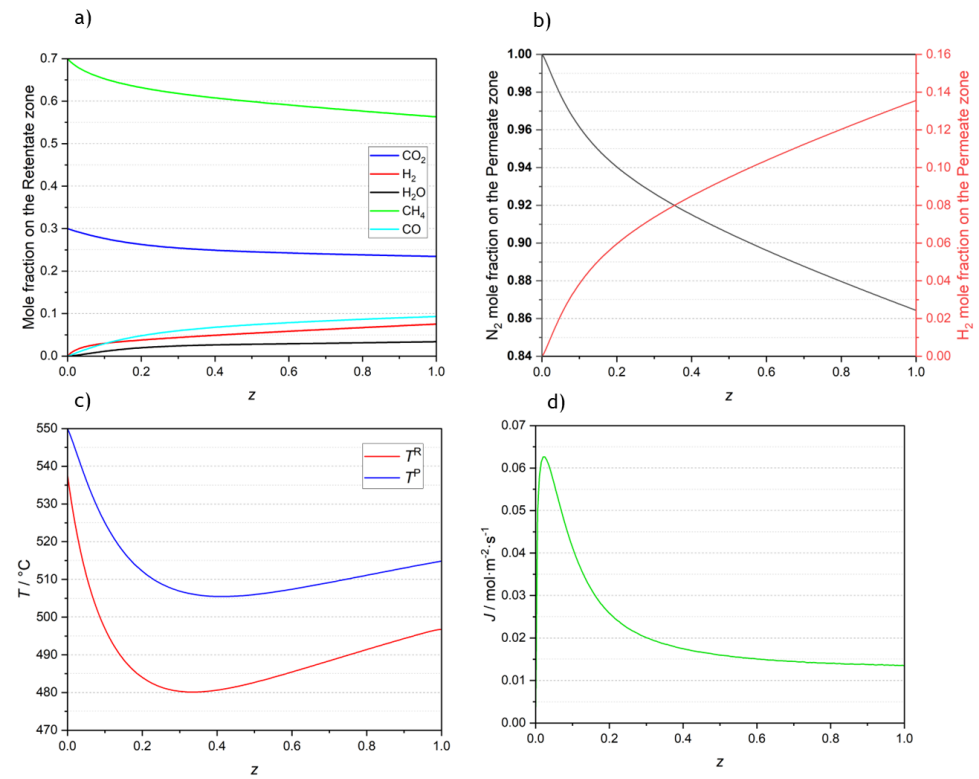 a)
Mole fraction on the Retentate zone
0.7
0.6
0.5
0.4
0.3
0.2
0.1
0.0
CO₂
H₂
H₂O
CH₄
CO
0.0 0.2 0.4 0.6 0.8 1.0
z
b)
N₂ mole fraction on the Permeate zone
1.00
0.98
0.96
0.94
0.92
0.90
0.88
0.86
0.84
0.16
0.14
0.12
0.10
0.08
0.06
0.04
0.02
0.00
H₂ mole fraction on the Permeate zone
0.0 0.2 0.4 0.6 0.8 1.0
z
c)
T / °C
550
540
530
520
510
500
490
480
470
Tᴿ
Tᴾ
0.0 0.2 0.4 0.6 0.8 1.0
z
d)
J / mol·m⁻²·s⁻¹
0.07
0.06
0.05
0.04
0.03
0.02
0.01
0.00
0.0 0.2 0.4 0.6 0.8 1.0
z